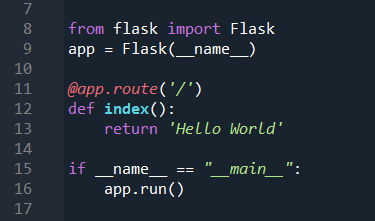 7
8 from flask import Flask
9 app = Flask(__name__)
10
11 @app.route('/')
12 def index():
13     return 'Hello World'
14
15 if __name__ == "__main__":
16     app.run()
17